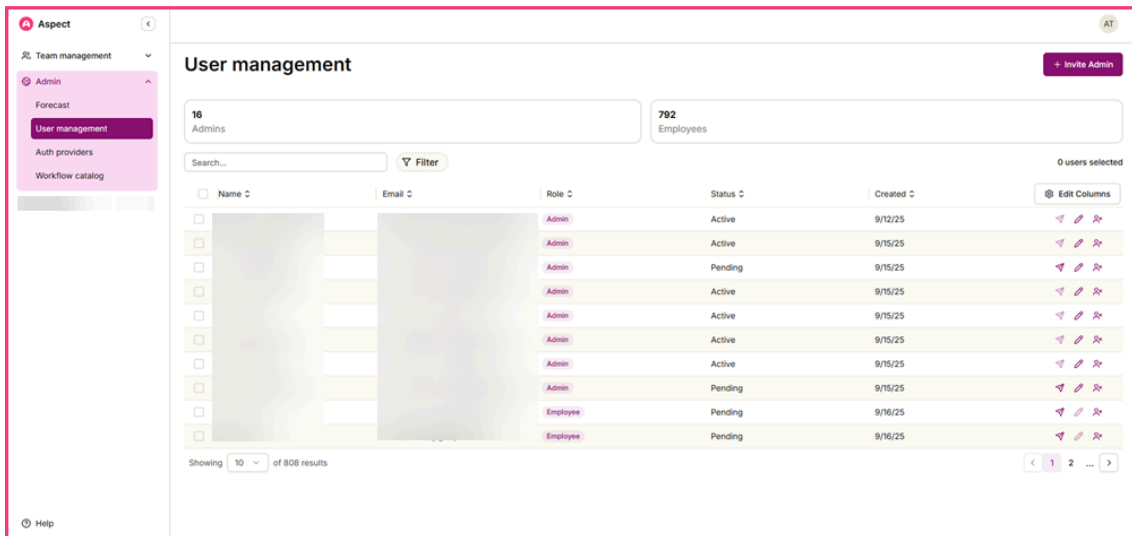 Aspect
AT
Team management
Admin
Forecast
User management
Auth providers
Workflow catalog
Help
User management
+ Invite Admin
16
Admins
792
Employees
Search...
Filter
0 users selected
Name Email Role Status Created Edit Columns
Admin Active 9/12/25
Admin Active 9/15/25
Admin Pending 9/15/25
Admin Active 9/15/25
Admin Active 9/15/25
Admin Active 9/15/25
Admin Active 9/15/25
Admin Pending 9/15/25
Employee Pending 9/16/25
Employee Pending 9/16/25
Showing 10 of 808 results
1 2 ...